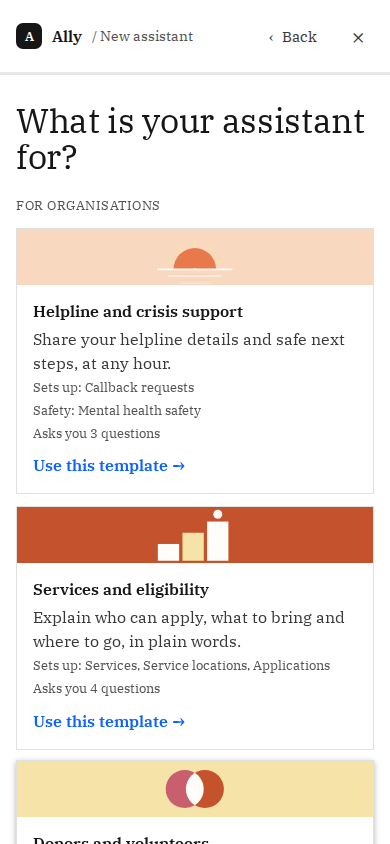 A Ally / New assistant ‹ Back ×
What is your assistant
for?
FOR ORGANISATIONS
Helpline and crisis support
Share your helpline details and safe next
steps, at any hour.
Sets up: Callback requests
Safety: Mental health safety
Asks you 3 questions
Use this template →
Services and eligibility
Explain who can apply, what to bring and
where to go, in plain words.
Sets up: Services, Service locations, Applications
Asks you 4 questions
Use this template →
Donors and volunteers